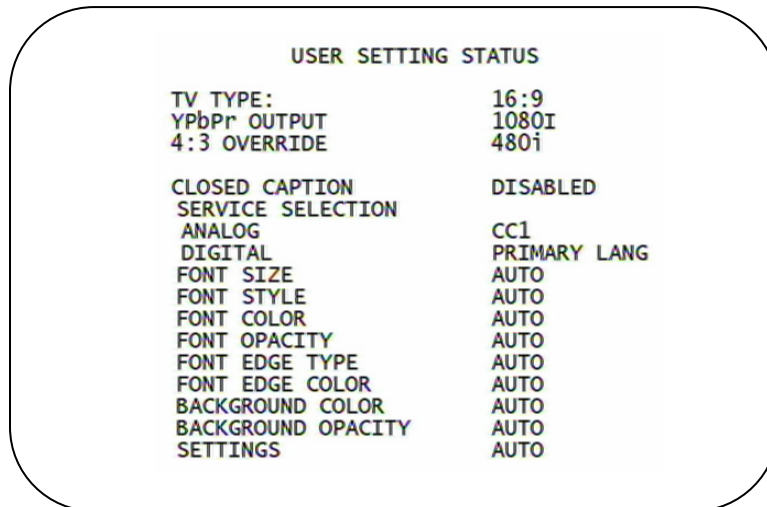 USER SETTING STATUS
TV TYPE: 16:9
YPbPr OUTPUT 1080I
4:3 OVERRIDE 480i
CLOSED CAPTION DISABLED
SERVICE SELECTION
ANALOG CC1
DIGITAL PRIMARY LANG
FONT SIZE AUTO
FONT STYLE AUTO
FONT COLOR AUTO
FONT OPACITY AUTO
FONT EDGE TYPE AUTO
FONT EDGE COLOR AUTO
BACKGROUND COLOR AUTO
BACKGROUND OPACITY AUTO
SETTINGS AUTO